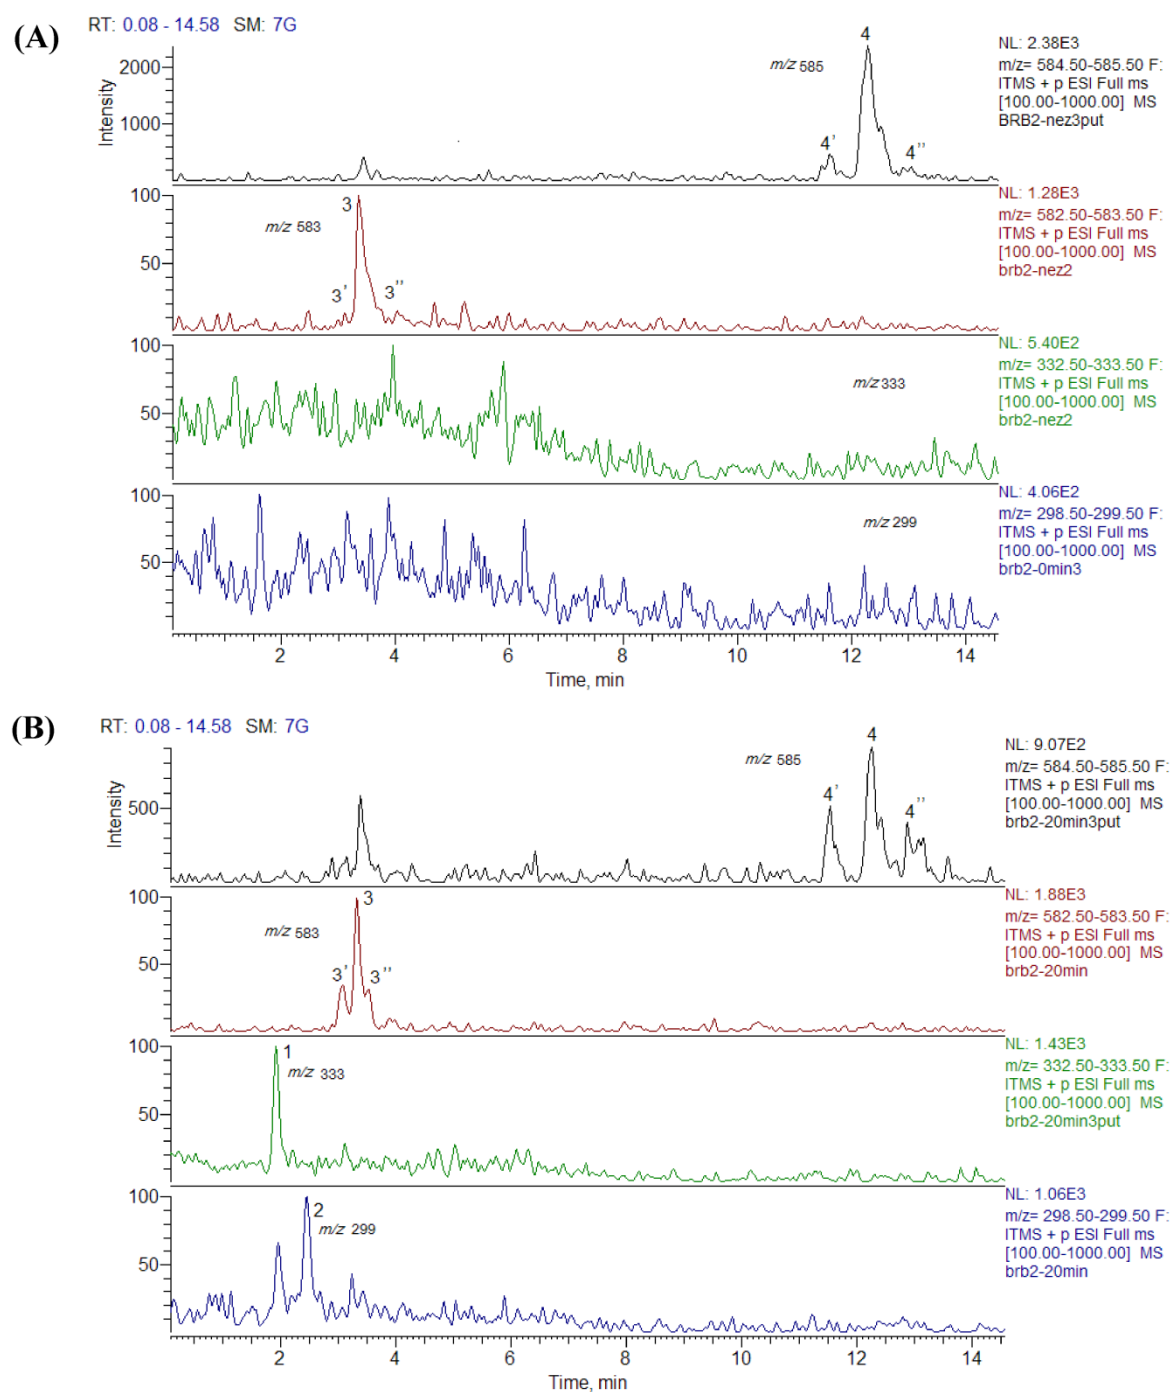 (A)
RT: 0.08 - 14.58 SM: 7G
4
NL: 2.38E3
m/z= 584.50-585.50 F:
ITMS + p ESI Full ms
[100.00-1000.00] MS
BRB2-nez3put
m/z 585
2000
1000
Intensity
4'
4''
100
50
3
m/z 583
3'
3''
NL: 1.28E3
m/z= 582.50-583.50 F:
ITMS + p ESI Full ms
[100.00-1000.00] MS
brb2-nez2
100
50
m/z 333
NL: 5.40E2
m/z= 332.50-333.50 F:
ITMS + p ESI Full ms
[100.00-1000.00] MS
brb2-nez2
100
50
m/z 299
NL: 4.06E2
m/z= 298.50-299.50 F:
ITMS + p ESI Full ms
[100.00-1000.00] MS
brb2-0min3
2 4 6 8 10 12 14
Time, min
(B)
RT: 0.08 - 14.58 SM: 7G
4
NL: 9.07E2
m/z= 584.50-585.50 F:
ITMS + p ESI Full ms
[100.00-1000.00] MS
brb2-20min3put
m/z 585
500
Intensity
4'
4''
100
50
3
m/z 583
3'
3''
NL: 1.88E3
m/z= 582.50-583.50 F:
ITMS + p ESI Full ms
[100.00-1000.00] MS
brb2-20min
100
50
1
m/z 333
NL: 1.43E3
m/z= 332.50-333.50 F:
ITMS + p ESI Full ms
[100.00-1000.00] MS
brb2-20min3put
100
50
2
m/z 299
NL: 1.06E3
m/z= 298.50-299.50 F:
ITMS + p ESI Full ms
[100.00-1000.00] MS
brb2-20min
2 4 6 8 10 12 14
Time, min